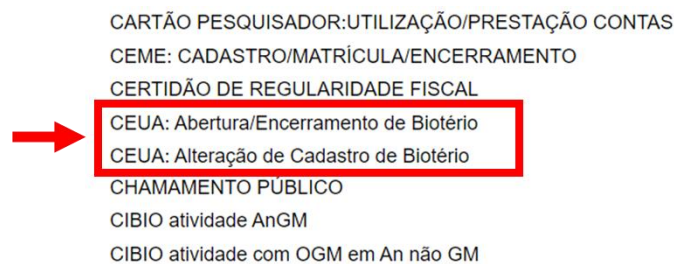 CARTÃO PESQUISADOR:UTILIZAÇÃO/PRESTAÇÃO CONTAS
CEME: CADASTRO/MATRÍCULA/ENCERRAMENTO
CERTIDÃO DE REGULARIDADE FISCAL
CEUA: Abertura/Encerramento de Biotério
CEUA: Alteração de Cadastro de Biotério
CHAMAMENTO PÚBLICO
CIBIO atividade AnGM
CIBIO atividade com OGM em An não GM